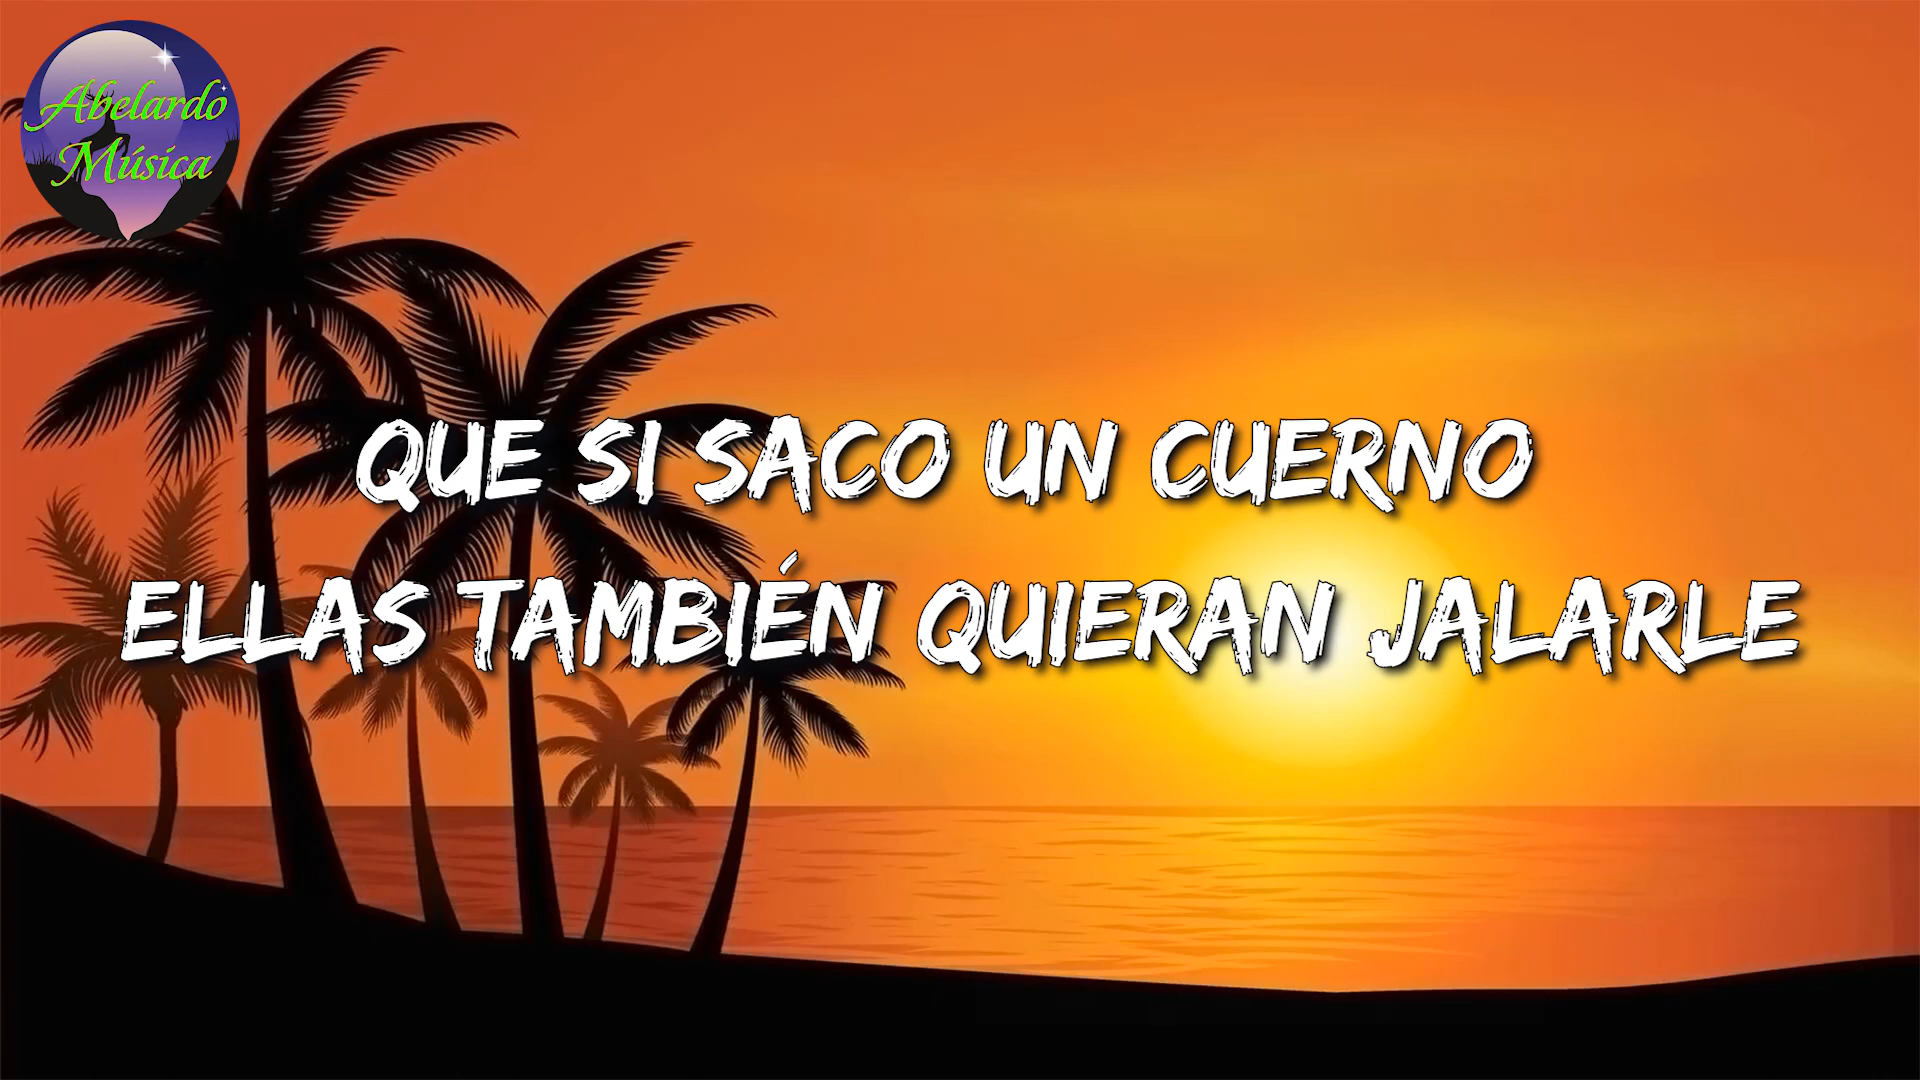 Abelardo
Música
QUE SI SACO UN CUERNO
ELLAS TAMBIÉN QUIERAN JALARLE